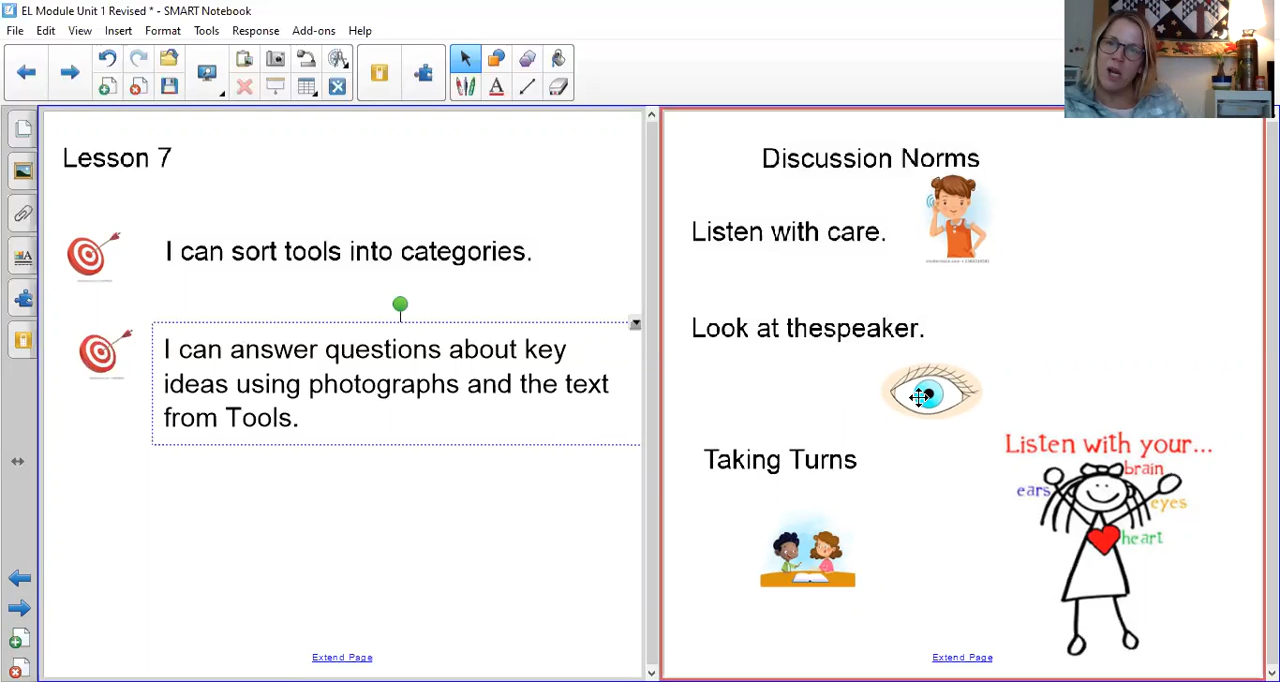 EL Module Unit 1 Revised * - SMART Notebook
File Edit View Insert Format Tools Response Add-ons Help
Lesson 7
I can sort tools into categories.
I can answer questions about key
ideas using photographs and the text
from Tools.
Extend Page
Discussion Norms
Listen with care.
Look at thespeaker.
Taking Turns
Listen with your...
brain
ears
eyes
heart
Extend Page